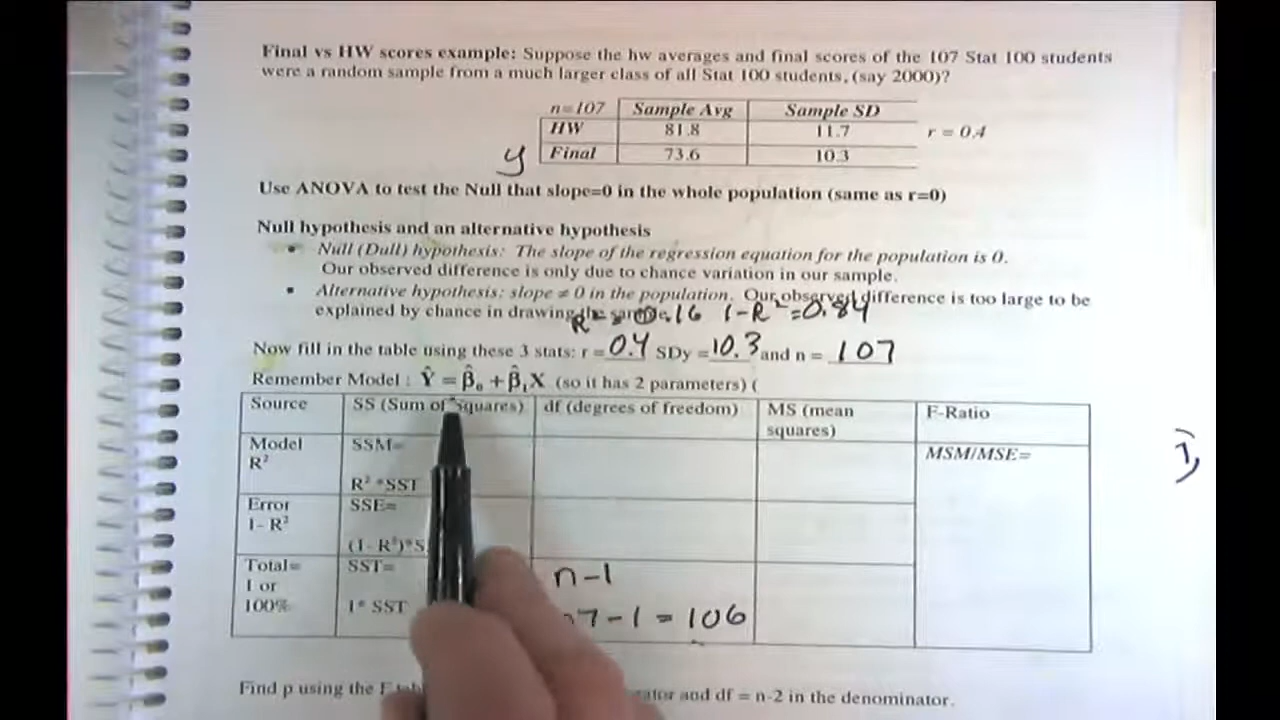 Final vs HW scores example: Suppose the hw averages and final scores of the 107 Stat 100 students
were a random sample from a much larger class of all Stat 100 students, (say 2000)?
n=107 Sample Avg Sample SD
HW 81.8 11.7 r = 0.4
y Final 73.6 10.3
Use ANOVA to test the Null that slope=0 in the whole population (same as r=0)
Null hypothesis and an alternative hypothesis
• Null (Dull) hypothesis: The slope of the regression equation for the population is 0.
Our observed difference is only due to chance variation in our sample.
• Alternative hypothesis: slope ≠ 0 in the population. Our observed difference is too large to be
explained by chance in drawing the sample.
R² = 0.16 1-R² = 0.84
Now fill in the table using these 3 stats: r = 0.4 SDy = 10.3 and n = 107
Remember Model : Ŷ = β̂₀ + β̂₁X (so it has 2 parameters) (
Source SS (Sum of Squares) df (degrees of freedom) MS (mean squares) F-Ratio
Model R² SSM= MSM/MSE=
R² *SST
Error 1- R² SSE=
(1- R²)*S
Total= SST= n-1
1 or
100% 1* SST 7-1 = 106
Find p using the F and df = n-2 in the denominator.